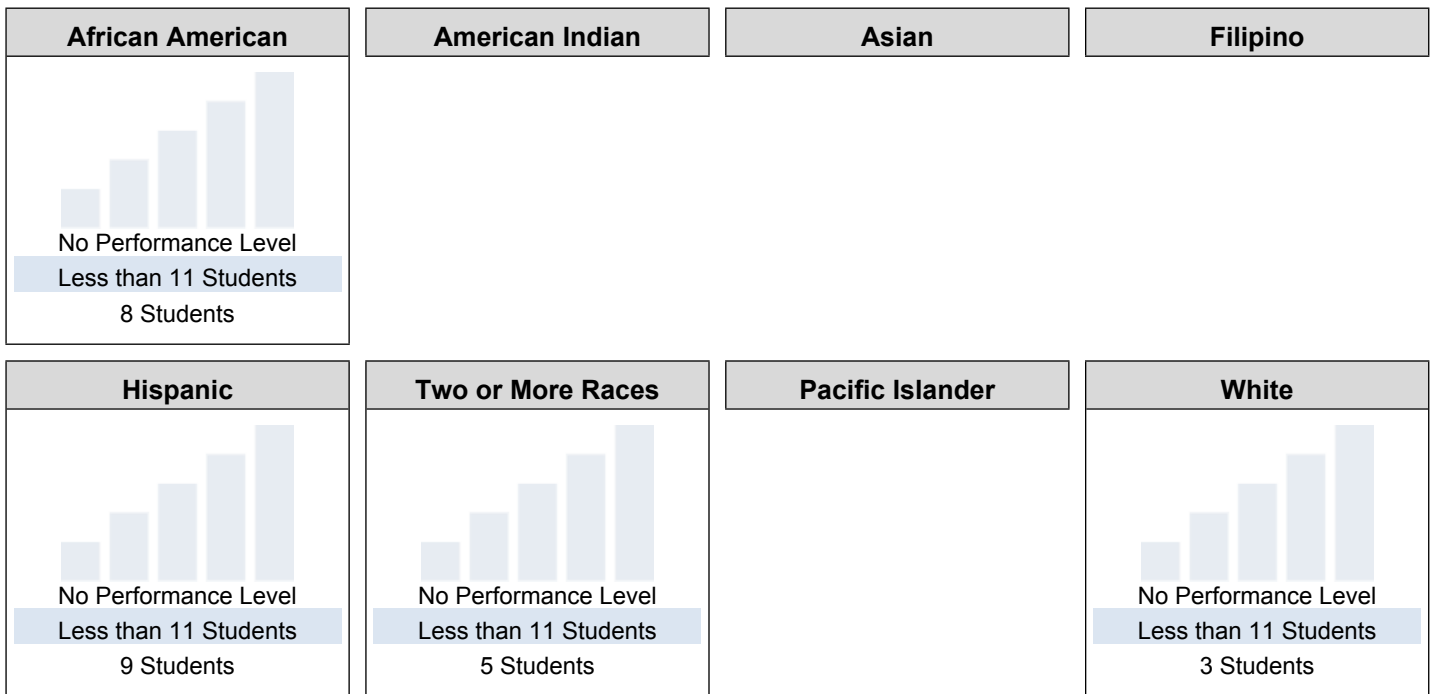 African American
American Indian
Asian
Filipino
No Performance Level
Less than 11 Students
8 Students
Hispanic
Two or More Races
Pacific Islander
White
No Performance Level
Less than 11 Students
9 Students
No Performance Level
Less than 11 Students
5 Students
No Performance Level
Less than 11 Students
3 Students